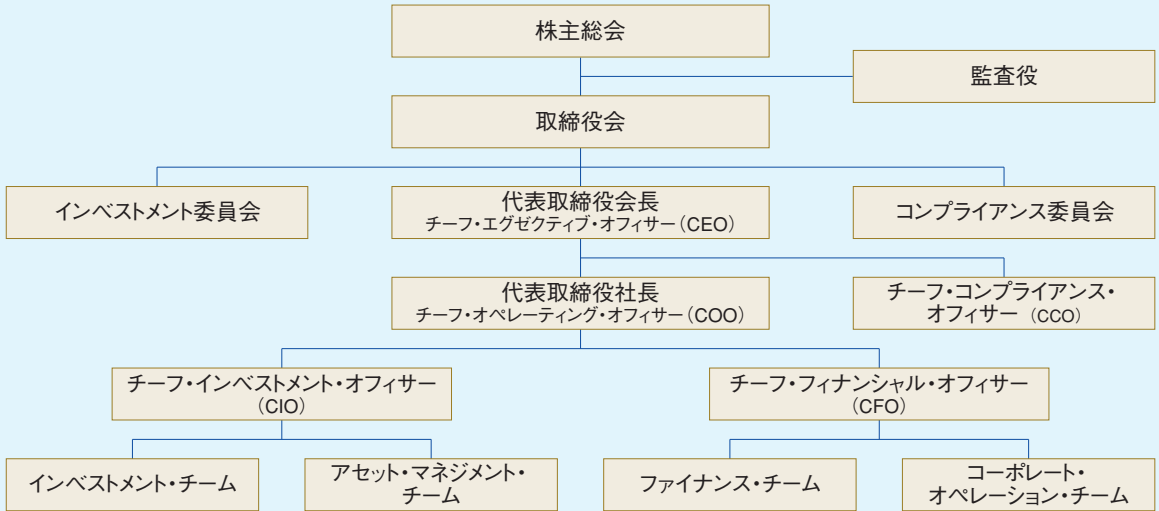 株主総会
監査役
取締役会
インベストメント委員会
代表取締役会長
チーフ・エグゼクティブ・オフィサー(CEO)
コンプライアンス委員会
代表取締役社長
チーフ・オペレーティング・オフィサー(COO)
チーフ・コンプライアンス・
オフィサー (CCO)
チーフ・インベストメント・オフィサー
(CIO)
チーフ・フィナンシャル・オフィサー
(CFO)
インベストメント・チーム
アセット・マネジメント・
チーム
ファイナンス・チーム
コーポレート・
オペレーション・チーム